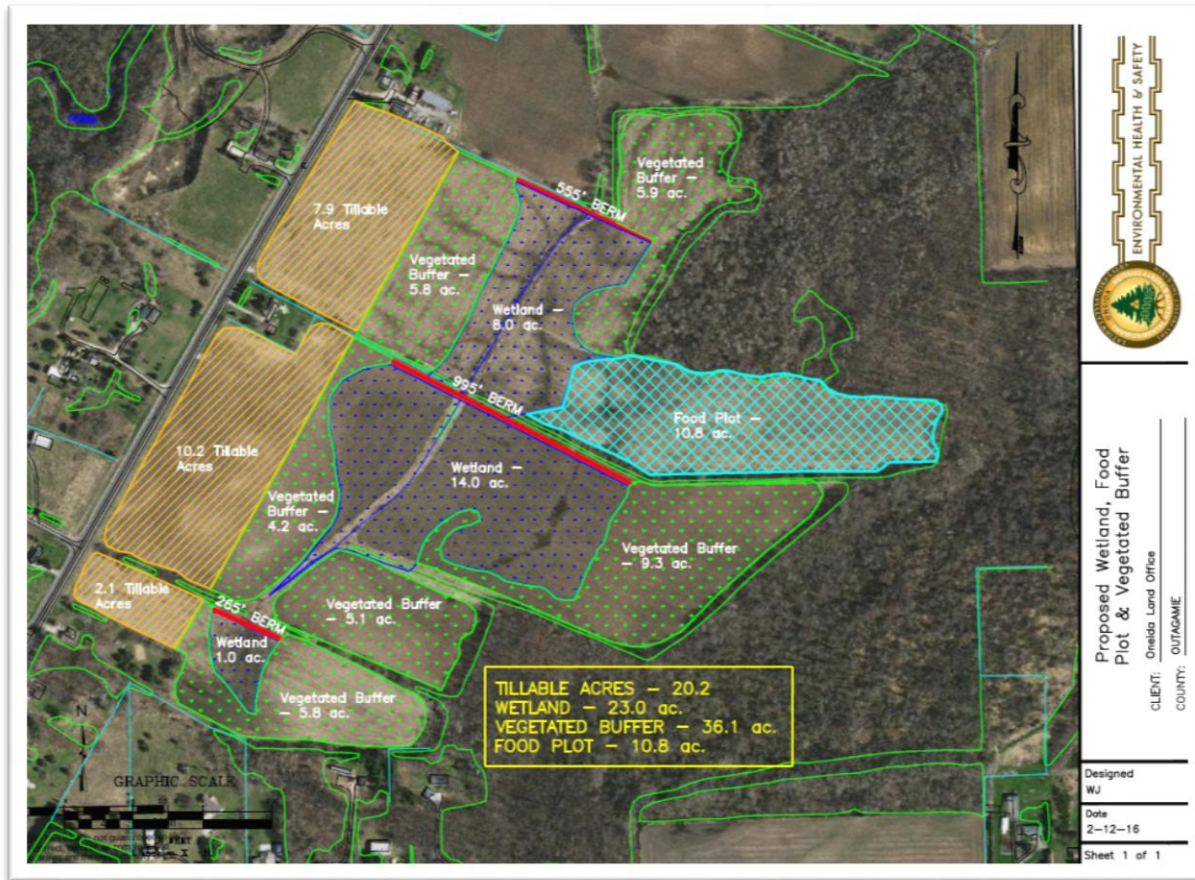 Vegetated
Buffer –
5.9 ac.
555' BERM
7.9 Tillable
Acres
Vegetated
Buffer –
5.8 ac.
Wetland –
8.0 ac.
995' BERM
Food Plot –
10.8 ac.
10.2 Tillable
Acres
Wetland –
14.0 ac.
Vegetated
Buffer –
4.2 ac.
Vegetated Buffer
– 9.3 ac.
2.1 Tillable
Acres
265' BERM
Vegetated Buffer
– 5.1 ac.
Wetland
1.0 ac.
Vegetated Buffer
– 5.8 ac.
TILLABLE ACRES – 20.2
WETLAND – 23.0 ac.
VEGETATED BUFFER – 36.1 ac.
FOOD PLOT – 10.8 ac.
N
GRAPHIC SCALE
FEET
ENVIRONMENTAL HEALTH & SAFETY
Proposed Wetland, Food
Plot & Vegetated Buffer
CLIENT: Oneida Land Office
COUNTY: OUTAGAMIE
Designed
WJ
Date
2-12-16
Sheet 1 of 1